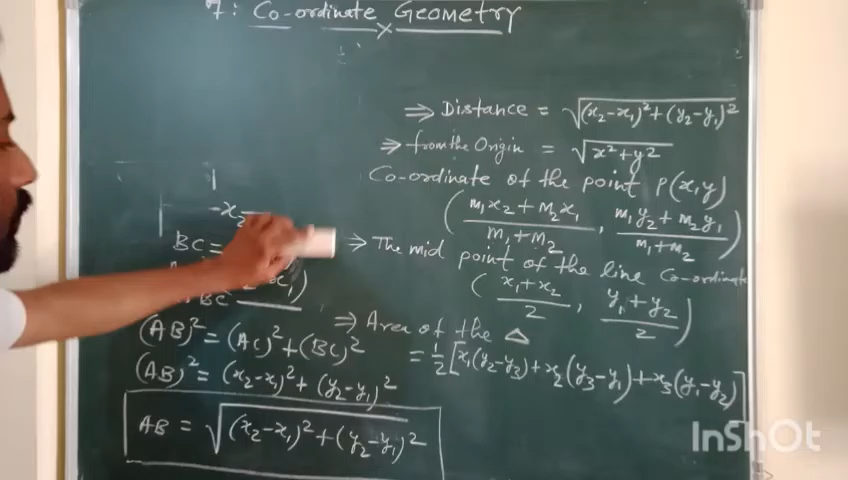 7: Co-ordinate Geometry
⇒ Distance = √(x₂-x₁)²+(y₂-y₁)²
⇒ from the Origin = √x²+y²
Co-ordinate of the point P(x,y)
(m₁x₂+m₂x₁/m₁+m₂, m₁y₂+m₂y₁/m₁+m₂)
⇒ The mid point of the line Co-ordinate
(x₁+x₂/2, y₁+y₂/2)
⇒ Area of the △
= 1/2[x₁(y₂-y₃)+x₂(y₃-y₁)+x₃(y₁-y₂)]
-x₂
BC=
BC
(AB)² = (AC)²+(BC)²
(AB)² = (x₂-x₁)²+(y₂-y₁)²
AB = √(x₂-x₁)²+(y₂-y₁)²
InShOt